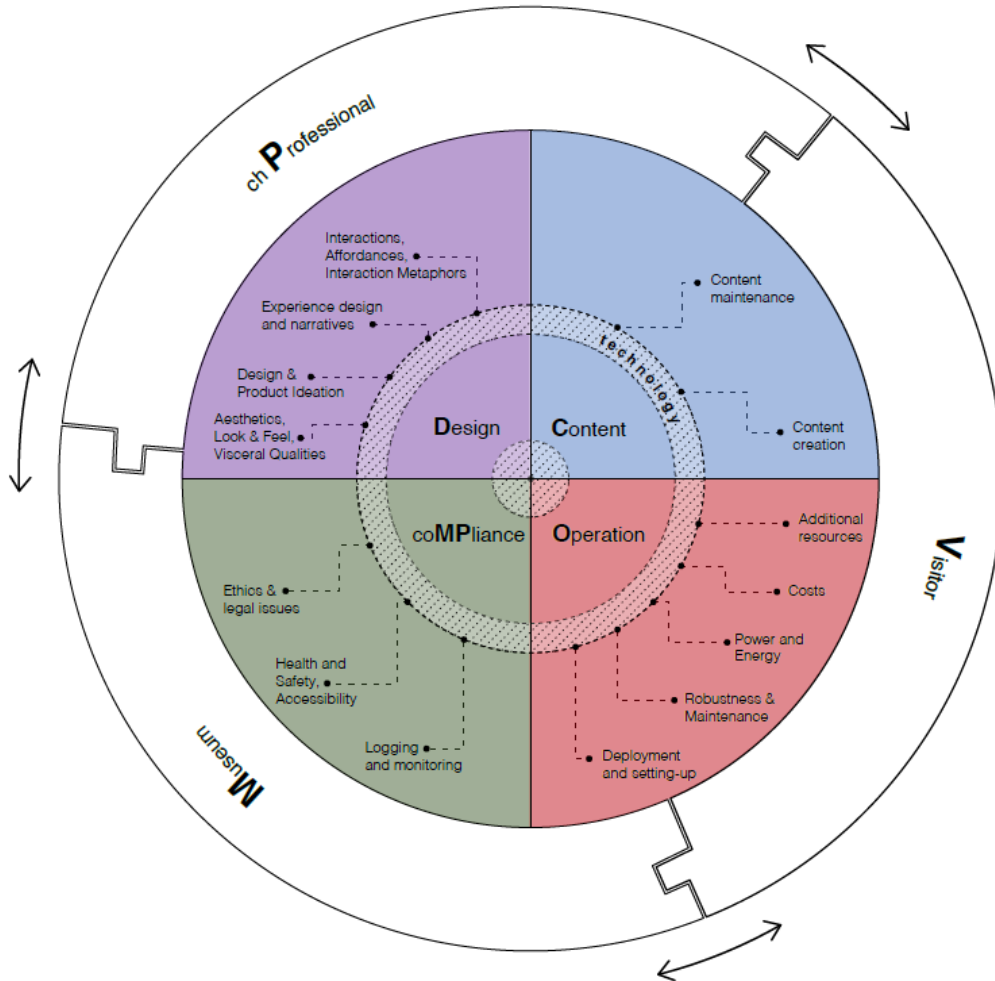 ch Professional
Interactions,
Affordances,
Interaction Metaphors
Experience design
and narratives
Design &
Product Ideation
Aesthetics,
Look & Feel,
Visceral Qualities
Design
Content
maintenance
technology
Content
creation
Content
coMPliance
Operation
Ethics &
legal issues
Health and
Safety,
Accessibility
Logging
and monitoring
Additional
resources
Costs
Power and
Energy
Robustness &
Maintenance
Deployment
and setting-up
Visitor
Museum